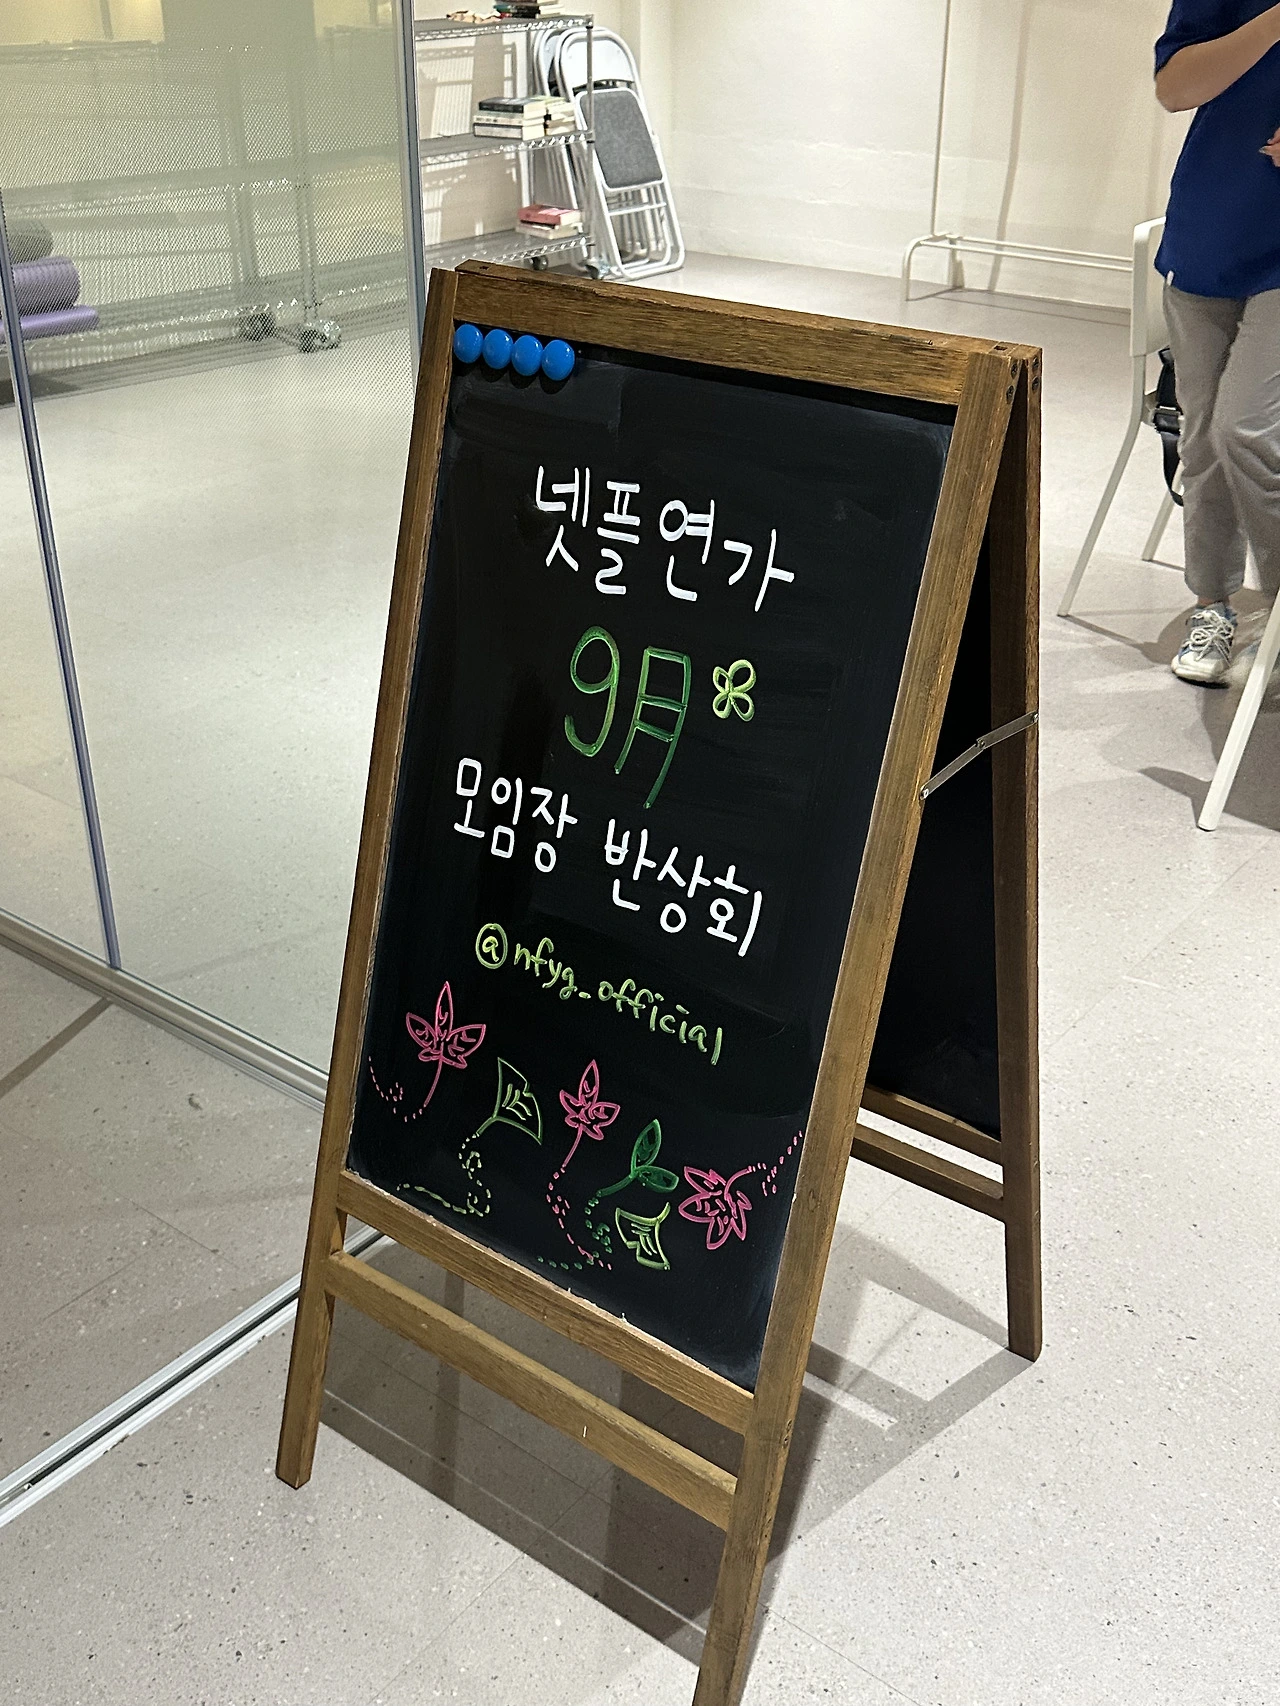 넷플연가
9月
모임장 반상회
@nfyg_official